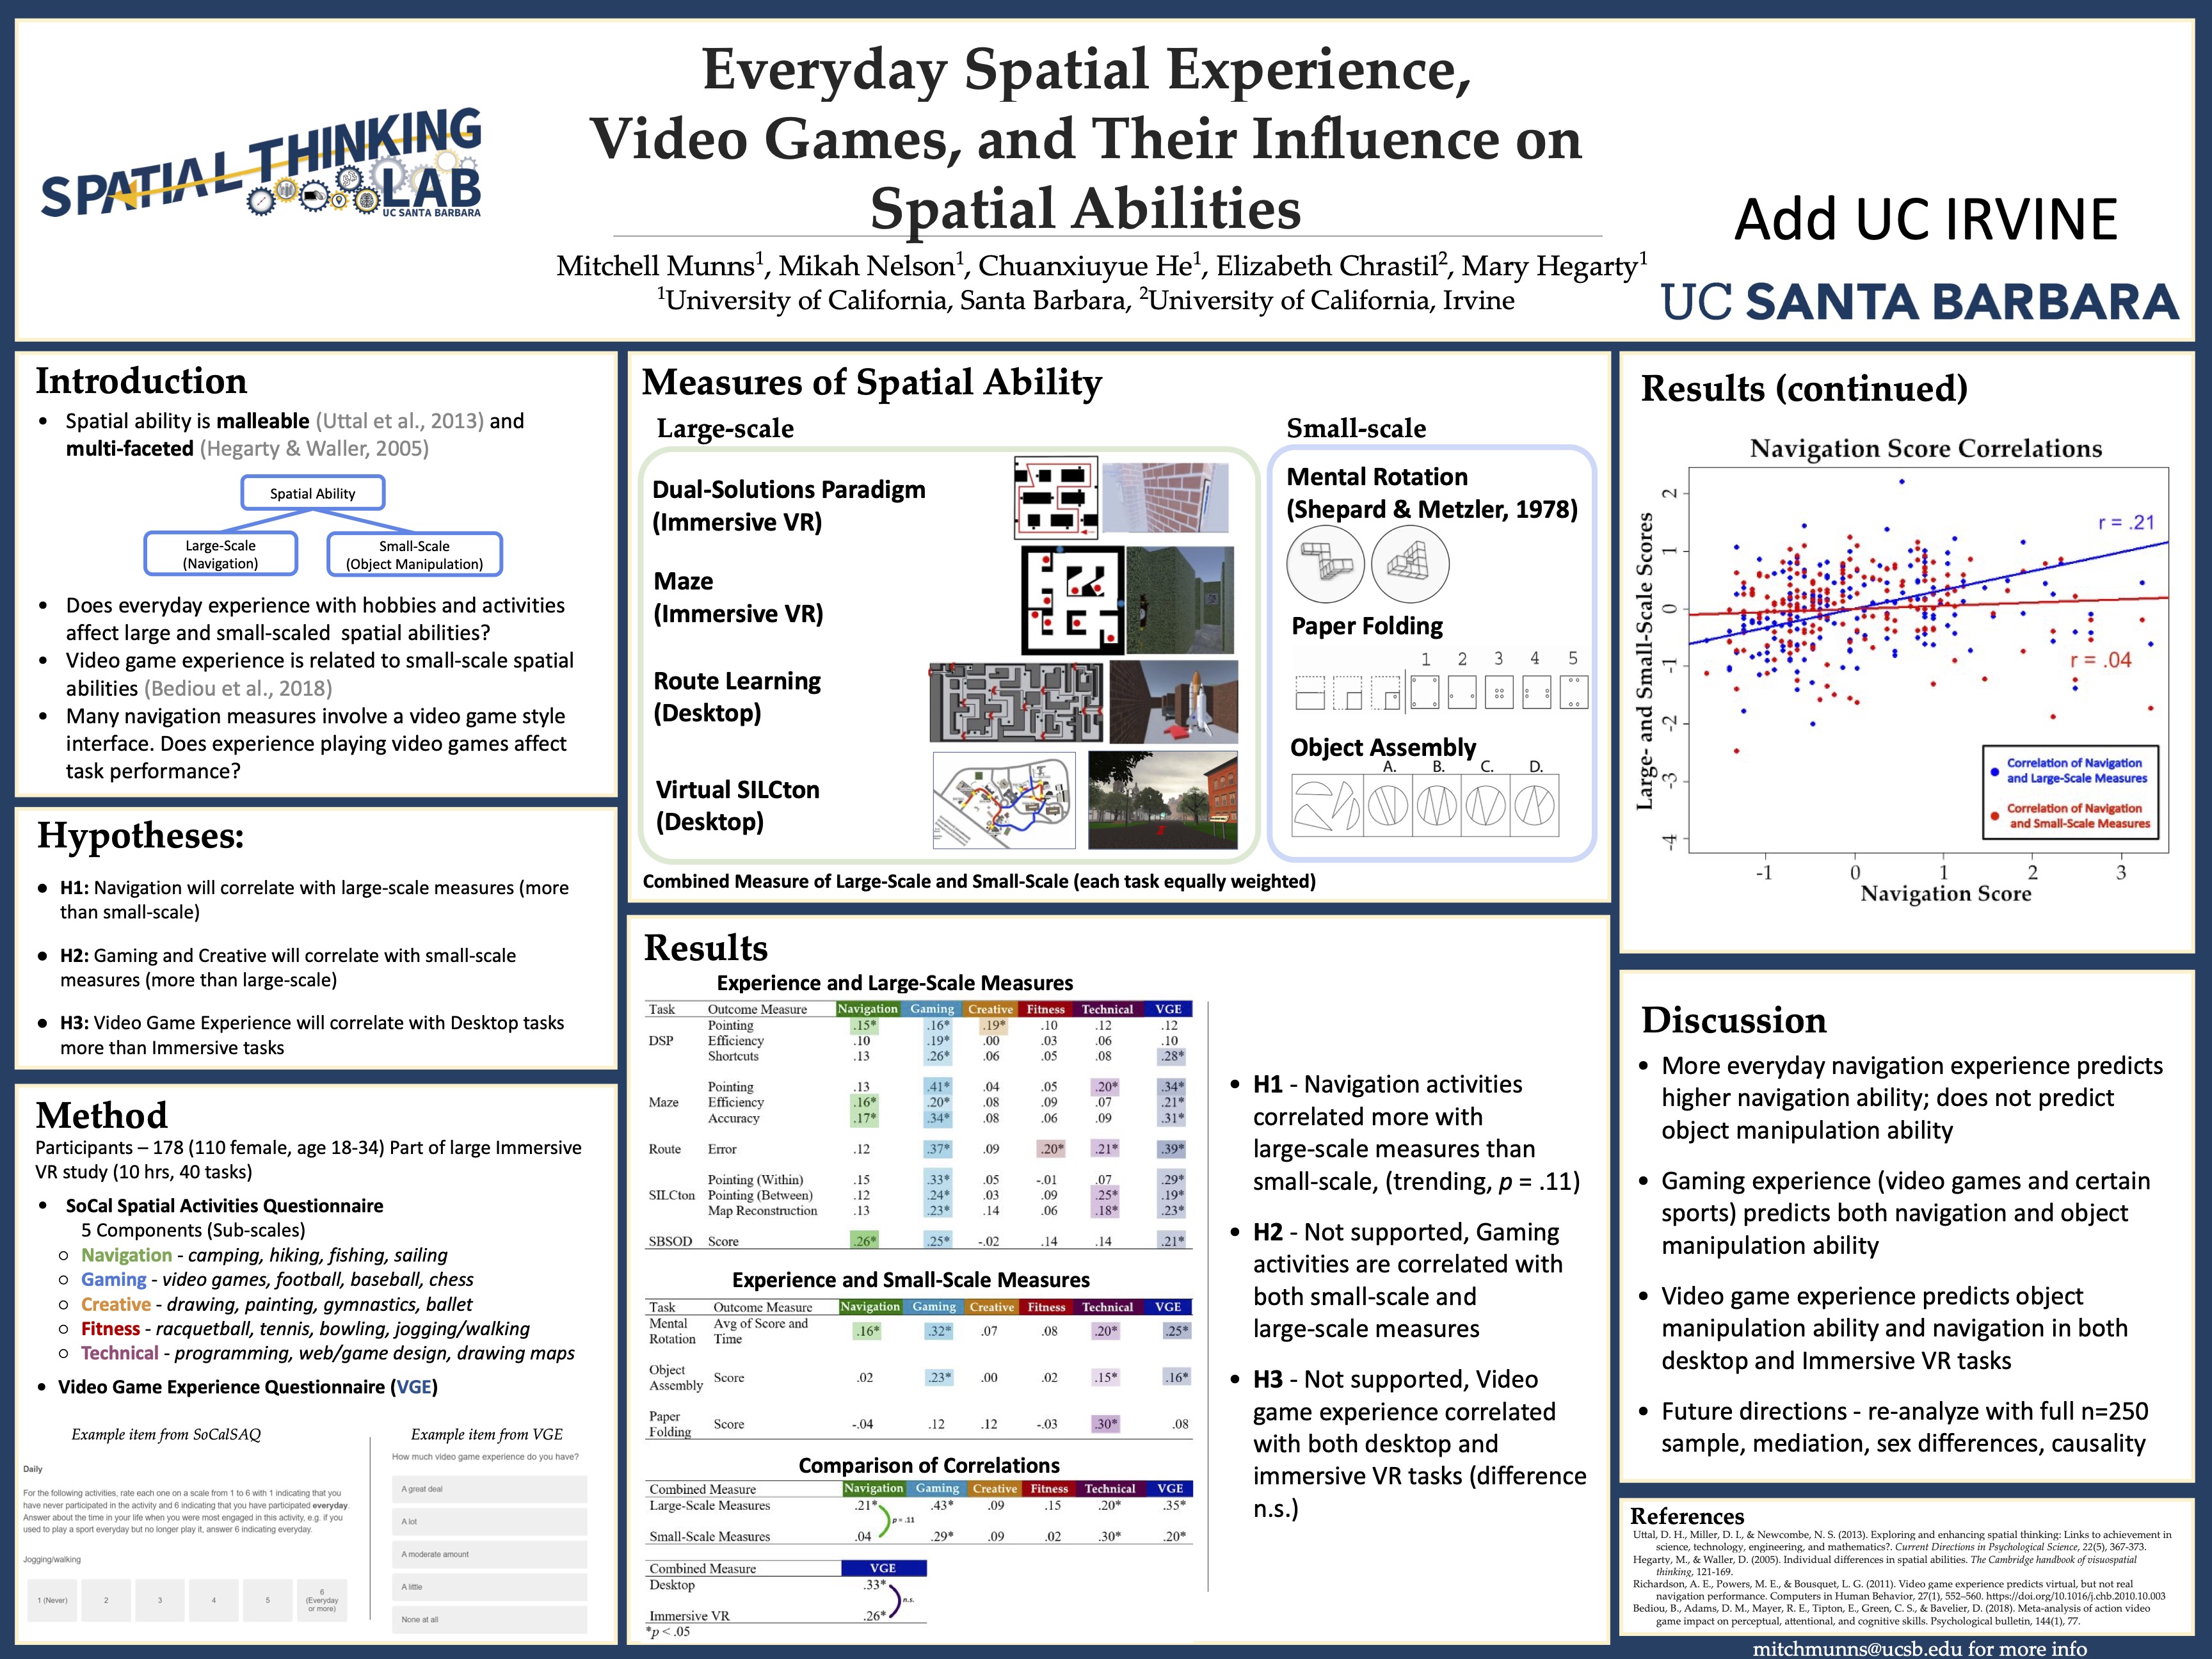 SPATIAL THINKING
LAB
UC SANTA BARBARA
Everyday Spatial Experience,
Video Games, and Their Influence on
Spatial Abilities
Mitchell Munns1, Mikah Nelson1, Chuanxiuyue He1, Elizabeth Chrastil2, Mary Hegarty1
1University of California, Santa Barbara, 2University of California, Irvine
Add UC IRVINE
UC SANTA BARBARA
Introduction
• Spatial ability is malleable (Uttal et al., 2013) and
multi-faceted (Hegarty & Waller, 2005)
Spatial Ability
Large-Scale
(Navigation)
Small-Scale
(Object Manipulation)
• Does everyday experience with hobbies and activities
affect large and small-scaled spatial abilities?
• Video game experience is related to small-scale spatial
abilities (Bediou et al., 2018)
• Many navigation measures involve a video game style
interface. Does experience playing video games affect
task performance?
Hypotheses:
● H1: Navigation will correlate with large-scale measures (more
than small-scale)
● H2: Gaming and Creative will correlate with small-scale
measures (more than large-scale)
● H3: Video Game Experience will correlate with Desktop tasks
more than Immersive tasks
Method
Participants – 178 (110 female, age 18-34) Part of large Immersive
VR study (10 hrs, 40 tasks)
• SoCal Spatial Activities Questionnaire
5 Components (Sub-scales)
○ Navigation - camping, hiking, fishing, sailing
○ Gaming - video games, football, baseball, chess
○ Creative - drawing, painting, gymnastics, ballet
○ Fitness - racquetball, tennis, bowling, jogging/walking
○ Technical - programming, web/game design, drawing maps
• Video Game Experience Questionnaire (VGE)
Example item from SoCalSAQ
Daily
For the following activities, rate each one on a scale from 1 to 6 with 1 indicating that you
have never participated in the activity and 6 indicating that you have participated everyday.
Answer about the time in your life when you were most engaged in this activity, e.g. if you
used to play a sport everyday but no longer play it, answer 6 indicating everyday.
Jogging/walking
1 (Never) 2 3 4 5 6
(Everyday
or more)
Example item from VGE
How much video game experience do you have?
A great deal
A lot
A moderate amount
A little
None at all
Measures of Spatial Ability
Large-scale
Dual-Solutions Paradigm
(Immersive VR)
Maze
(Immersive VR)
Route Learning
(Desktop)
Virtual SILCton
(Desktop)
Small-scale
Mental Rotation
(Shepard & Metzler, 1978)
Paper Folding
1 2 3 4 5
Object Assembly
A. B. C. D.
Combined Measure of Large-Scale and Small-Scale (each task equally weighted)
Results
Experience and Large-Scale Measures
Task Outcome Measure Navigation Gaming Creative Fitness Technical VGE
Pointing .15* .16* .19* .10 .12 .12
DSP Efficiency .10 .19* .00 .03 .06 .10
Shortcuts .13 .26* .06 .05 .08 .28*
Pointing .13 .41* .04 .05 .20* .34*
Maze Efficiency .16* .20* .08 .09 .07 .21*
Accuracy .17* .34* .08 .06 .09 .31*
Route Error .12 .37* .09 .20* .21* .39*
Pointing (Within) .15 .33* .05 -.01 .07 .29*
SILCton Pointing (Between) .12 .24* .03 .09 .25* .19*
Map Reconstruction .13 .23* .14 .06 .18* .23*
SBSOD Score .26* .25* -.02 .14 .14 .21*
Experience and Small-Scale Measures
Task Outcome Measure Navigation Gaming Creative Fitness Technical VGE
Mental Avg of Score and .16* .32* .07 .08 .20* .25*
Rotation Time
Object
Assembly Score .02 .23* .00 .02 .15* .16*
Paper
Folding Score -.04 .12 .12 -.03 .30* .08
Comparison of Correlations
Combined Measure Navigation Gaming Creative Fitness Technical VGE
Large-Scale Measures .21* .43* .09 .15 .20* .35*
p = .11
Small-Scale Measures .04 .29* .09 .02 .30* .20*
Combined Measure VGE
Desktop .33*
n.s.
Immersive VR .26*
*p < .05
• H1 - Navigation activities
correlated more with
large-scale measures than
small-scale, (trending, p = .11)
• H2 - Not supported, Gaming
activities are correlated with
both small-scale and
large-scale measures
• H3 - Not supported, Video
game experience correlated
with both desktop and
immersive VR tasks (difference
n.s.)
Results (continued)
Navigation Score Correlations
Large- and Small-Scale Scores
2
1
0
-1
-2
-3
-4
r = .21
r = .04
Correlation of Navigation
and Large-Scale Measures
Correlation of Navigation
and Small-Scale Measures
-1 0 1 2 3
Navigation Score
Discussion
• More everyday navigation experience predicts
higher navigation ability; does not predict
object manipulation ability
• Gaming experience (video games and certain
sports) predicts both navigation and object
manipulation ability
• Video game experience predicts object
manipulation ability and navigation in both
desktop and Immersive VR tasks
• Future directions - re-analyze with full n=250
sample, mediation, sex differences, causality
References
Uttal, D. H., Miller, D. I., & Newcombe, N. S. (2013). Exploring and enhancing spatial thinking: Links to achievement in
science, technology, engineering, and mathematics?. Current Directions in Psychological Science, 22(5), 367-373.
Hegarty, M., & Waller, D. (2005). Individual differences in spatial abilities. The Cambridge handbook of visuospatial
thinking, 121-169.
Richardson, A. E., Powers, M. E., & Bousquet, L. G. (2011). Video game experience predicts virtual, but not real
navigation performance. Computers in Human Behavior, 27(1), 552–560. https://doi.org/10.1016/j.chb.2010.10.003
Bediou, B., Adams, D. M., Mayer, R. E., Tipton, E., Green, C. S., & Bavelier, D. (2018). Meta-analysis of action video
game impact on perceptual, attentional, and cognitive skills. Psychological bulletin, 144(1), 77.
mitchmunns@ucsb.edu for more info